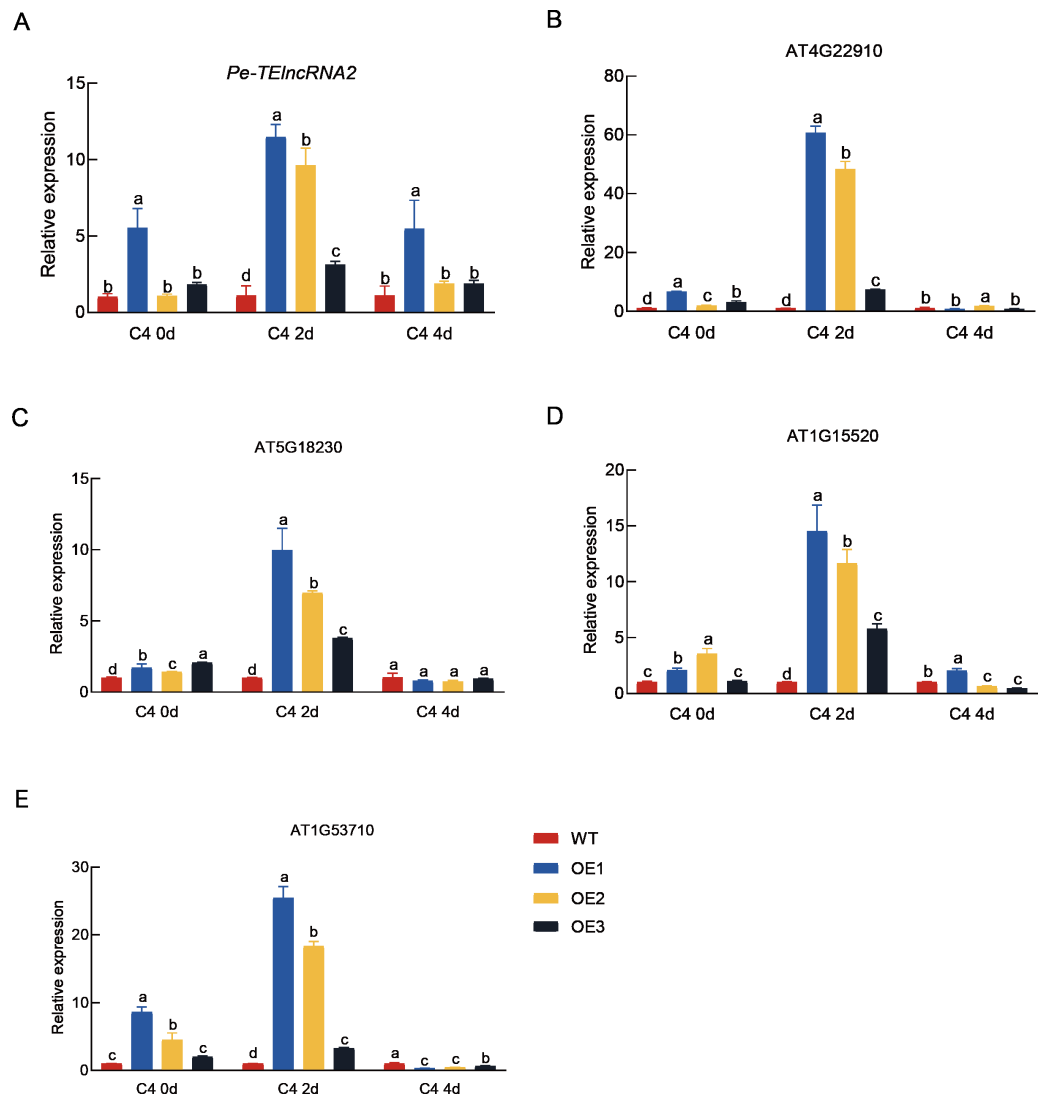 A
Pe-TElncRNA2
Relative expression
15
10
5
0
b a b b
d a b c
b a b b
C4 0d C4 2d C4 4d
B
AT4G22910
Relative expression
80
60
40
20
0
d a c b
d a b c
b b a b
C4 0d C4 2d C4 4d
C
AT5G18230
Relative expression
15
10
5
0
d b c a
d a b c
a a a a
C4 0d C4 2d C4 4d
D
AT1G15520
Relative expression
20
15
10
5
0
c b a c
d a b c
b a c c
C4 0d C4 2d C4 4d
E
AT1G53710
Relative expression
30
20
10
0
c a b c
d a b c
a c c b
C4 0d C4 2d C4 4d
WT
OE1
OE2
OE3